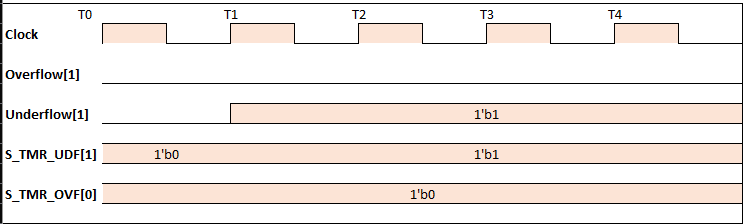 T0 T1 T2 T3 T4
Clock
Overflow[1]
Underflow[1] 1'b1
S_TMR_UDF[1] 1'b0 1'b1
S_TMR_OVF[0] 1'b0